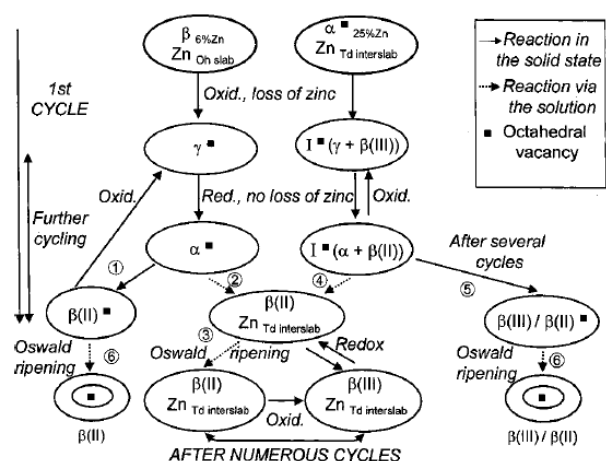 β 6%Zn
Zn Oh slab
α ■ 25%Zn
Zn Td interslab
Reaction in
the solid state
Reaction via
the solution
■ Octahedral
vacancy
1st
CYCLE
Oxid., loss of zinc
γ ■
I ■ (γ + β(III))
Further
cycling
Oxid.
Red., no loss of zinc
Oxid.
α ■
I ■ (α + β(II))
After several
cycles
①
②
④
⑤
β(II) ■
β(II)
Zn Td interslab
β(III) / β(II) ■
Oswald
ripening
⑥
③
Oswald ripening
Redox
Oswald
ripening
⑥
■
β(II)
β(II)
Zn Td interslab
Oxid.
β(III)
Zn Td interslab
■
β(III) / β(II)
AFTER NUMEROUS CYCLES